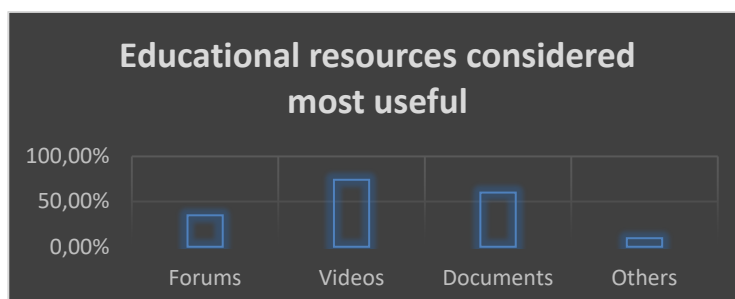 Educational resources considered
most useful
100,00%
50,00%
0,00%
Forums Videos Documents Others